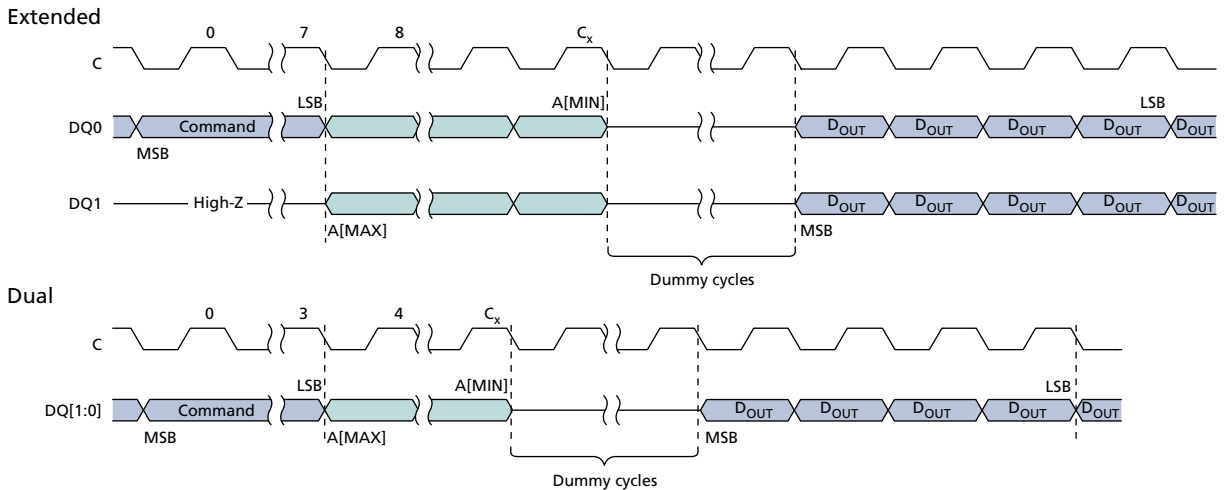 Extended
0 7 8 Cx
C
LSB A[MIN] LSB
DQ0 Command DOUT DOUT DOUT DOUT DOUT
MSB
DQ1 High-Z DOUT DOUT DOUT DOUT DOUT
A[MAX] MSB
Dummy cycles
Dual
0 3 4 Cx
C
LSB A[MIN] LSB
DQ[1:0] Command DOUT DOUT DOUT DOUT DOUT
MSB A[MAX] MSB
Dummy cycles